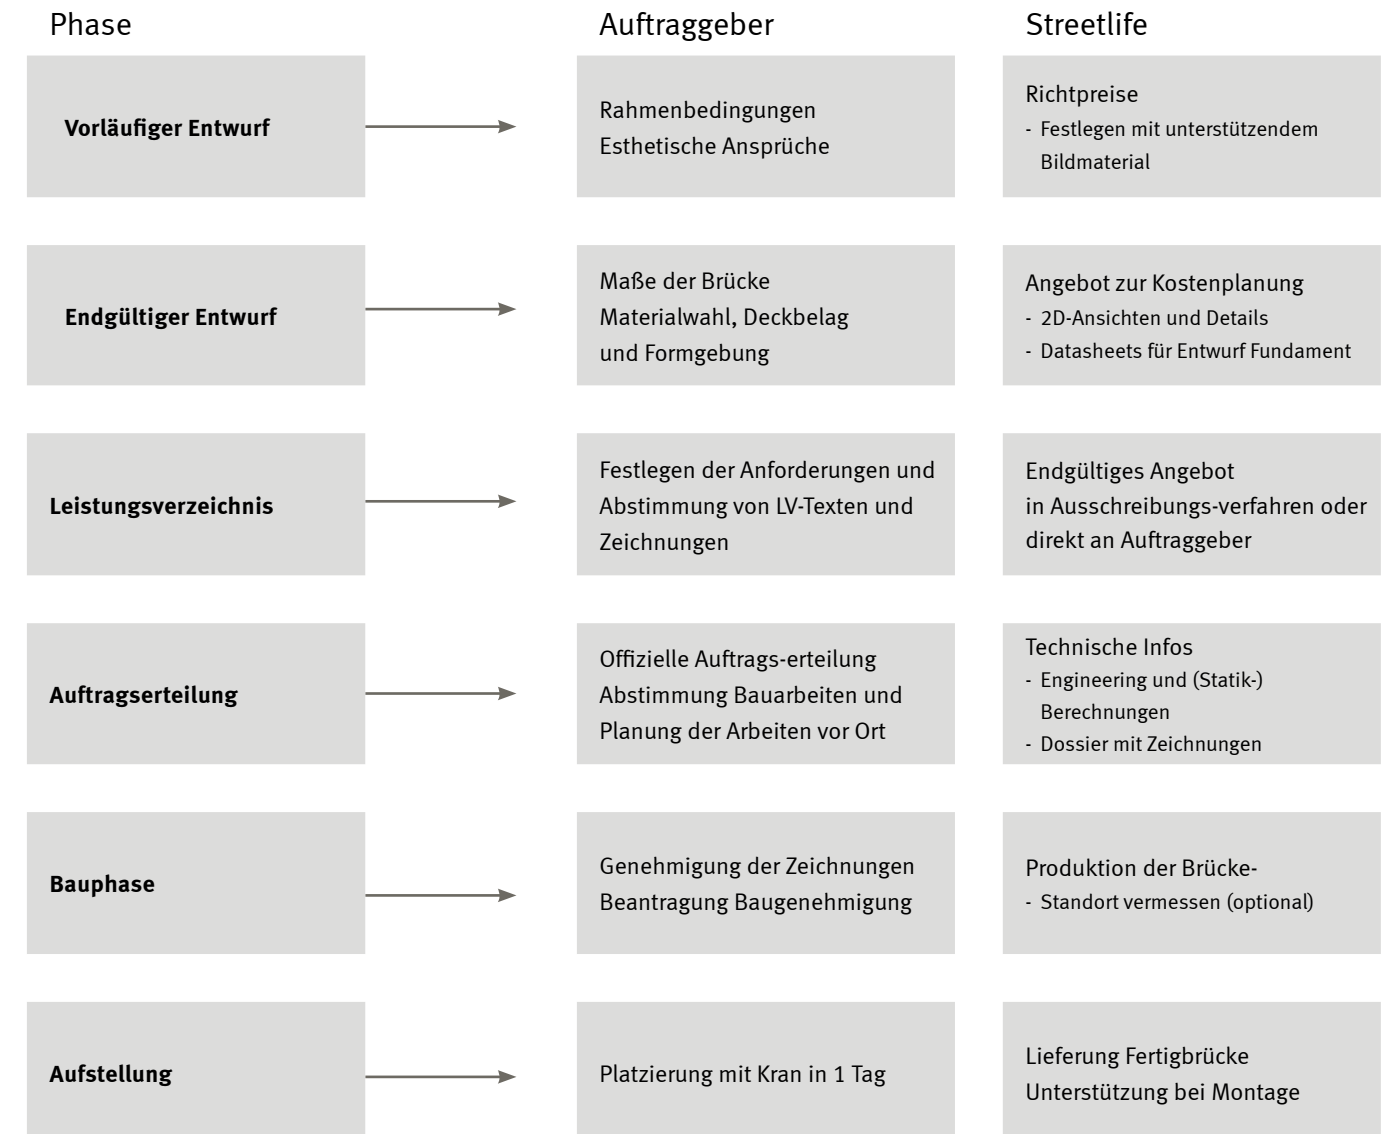 Phase
Auftraggeber
Streetlife
Vorläufiger Entwurf
Rahmenbedingungen
Esthetische Ansprüche
Richtpreise
- Festlegen mit unterstützendem
Bildmaterial
Endgültiger Entwurf
Maße der Brücke
Materialwahl, Deckbelag
und Formgebung
Angebot zur Kostenplanung
- 2D-Ansichten und Details
- Datasheets für Entwurf Fundament
Leistungsverzeichnis
Festlegen der Anforderungen und
Abstimmung von LV-Texten und
Zeichnungen
Endgültiges Angebot
in Ausschreibungs-verfahren oder
direkt an Auftraggeber
Auftragserteilung
Offizielle Auftrags-erteilung
Abstimmung Bauarbeiten und
Planung der Arbeiten vor Ort
Technische Infos
- Engineering und (Statik-)
Berechnungen
- Dossier mit Zeichnungen
Bauphase
Genehmigung der Zeichnungen
Beantragung Baugenehmigung
Produktion der Brücke-
- Standort vermessen (optional)
Aufstellung
Platzierung mit Kran in 1 Tag
Lieferung Fertigbrücke
Unterstützung bei Montage